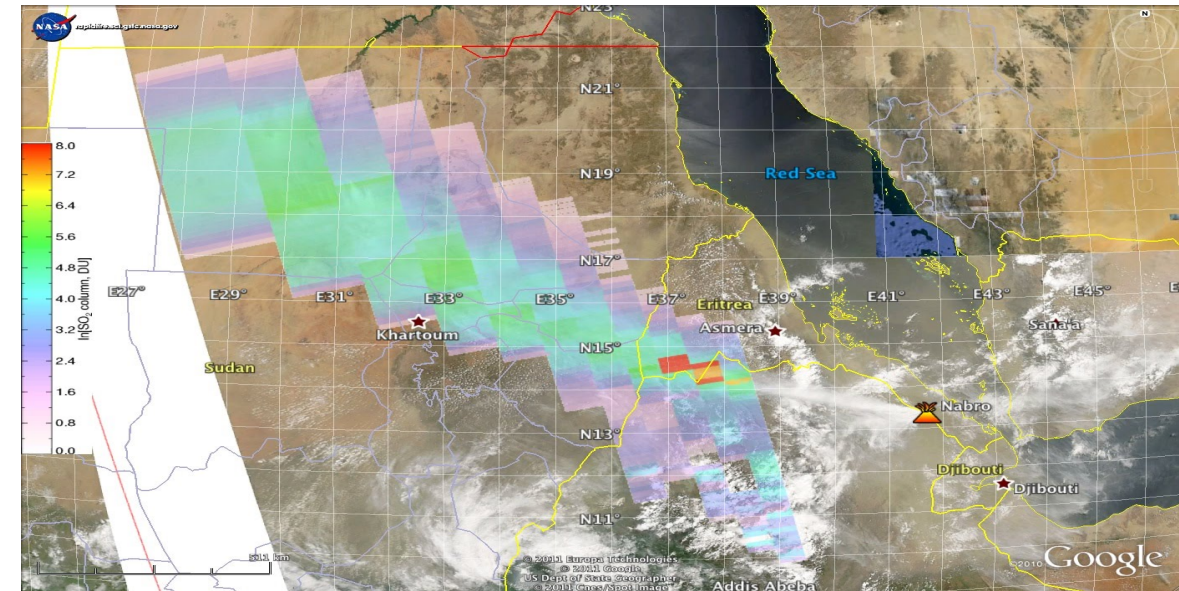 NASA rapidfire.sci.gsfc.nasa.gov
N23
N
N21°
8.0
7.2
6.4
5.6
4.8
4.0
3.2
2.4
1.6
0.8
0.0
ln[SO2 column, DU]
N19°
Red Sea
N17°
E27°
E29°
E31°
E33°
E35°
E37°
E39°
E41°
E43°
E45°
Eritrea
Khartoum
Asmera
Sana'a
N15°
Sudan
Nabro
N13°
Djibouti
Djibouti
N11°
511 km
© 2011 Europa Technologies
© 2011 Google
US Dept of State Geographer
© 2011 Cnes/Spot Image
Addis Ababa
©2010 Google